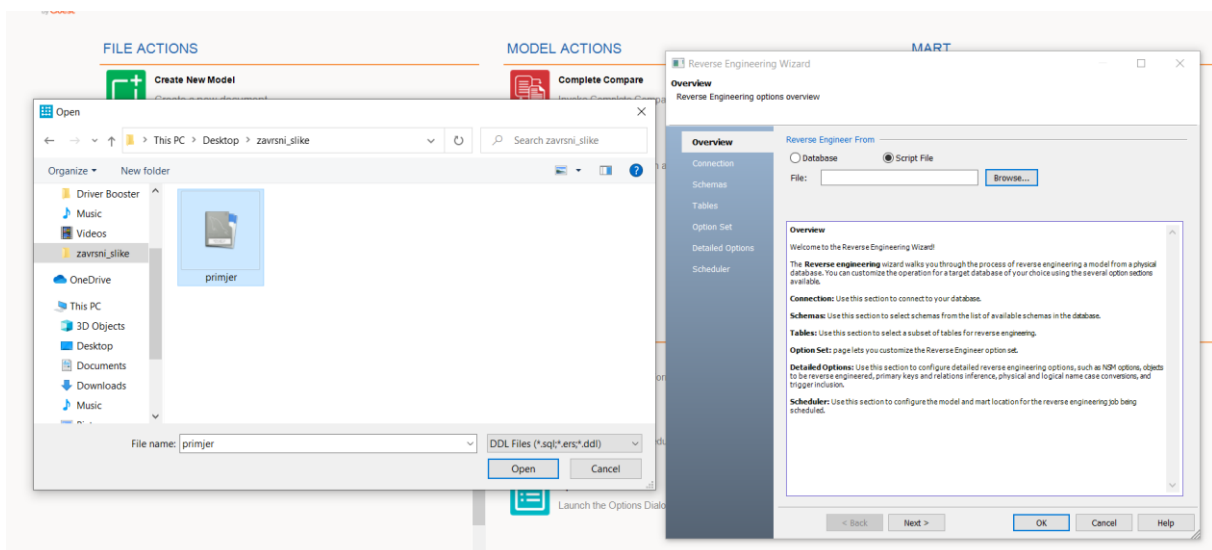 by Quest
FILE ACTIONS
MODEL ACTIONS
MART
Create New Model
Create a new document
Complete Compare
Invoke Complete Compa
Launch the Options Dialo
Open
This PC > Desktop > zavrsni_slike
Search zavrsni_slike
Organize
New folder
Driver Booster
Music
Videos
zavrsni_slike
OneDrive
This PC
3D Objects
Desktop
Documents
Downloads
Music
primjer
File name: primjer
DDL Files (*.sql;*.ers;*.ddl)
Open
Cancel
Reverse Engineering Wizard
Overview
Reverse Engineering options overview
Overview
Connection
Schemas
Tables
Option Set
Detailed Options
Scheduler
Reverse Engineer From
Database
Script File
File:
Browse...
Overview
Welcome to the Reverse Engineering Wizard!
The Reverse engineering wizard walks you through the process of reverse engineering a model from a physical
database. You can customize the operation for a target database of your choice using the several option sections
available.
Connection: Use this section to connect to your database.
Schemas: Use this section to select schemas from the list of available schemas in the database.
Tables: Use this section to select a subset of tables for reverse engineering.
Option Set: page lets you customize the Reverse Engineer option set.
Detailed Options: Use this section to configure detailed reverse engineering options, such as NSM options, objects
to be reverse engineered, primary keys and relations inference, physical and logical name case conversions, and
trigger inclusion.
Scheduler: Use this section to configure the model and mart location for the reverse engineering job being
scheduled.
< Back
Next >
OK
Cancel
Help